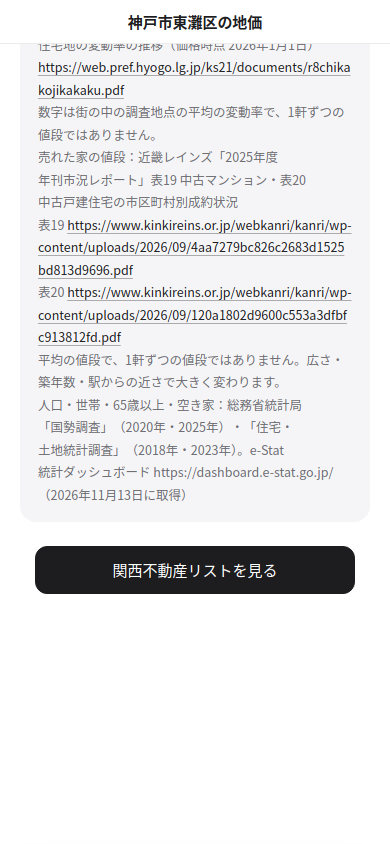 神戸市東灘区の地価
住宅地の変動率の推移（価格時点 2026年1月1日）
https://web.pref.hyogo.lg.jp/ks21/documents/r8chika
kojikakaku.pdf
数字は街の中の調査地点の平均の変動率で、1軒ずつの
値段ではありません。
売れた家の値段：近畿レインズ「2025年度
年刊市況レポート」表19 中古マンション・表20
中古戸建住宅の市区町村別成約状況
表19 https://www.kinkireins.or.jp/webkanri/kanri/wp-
content/uploads/2026/09/4aa7279bc826c2683d1525
bd813d9696.pdf
表20 https://www.kinkireins.or.jp/webkanri/kanri/wp-
content/uploads/2026/09/120a1802d9600c553a3dfbf
c913812fd.pdf
平均の値段で、1軒ずつの値段ではありません。広さ・
築年数・駅からの近さで大きく変わります。
人口・世帯・65歳以上・空き家：総務省統計局
「国勢調査」（2020年・2025年）・「住宅・
土地統計調査」（2018年・2023年）。e-Stat
統計ダッシュボード https://dashboard.e-stat.go.jp/
（2026年11月13日に取得）
関西不動産リストを見る